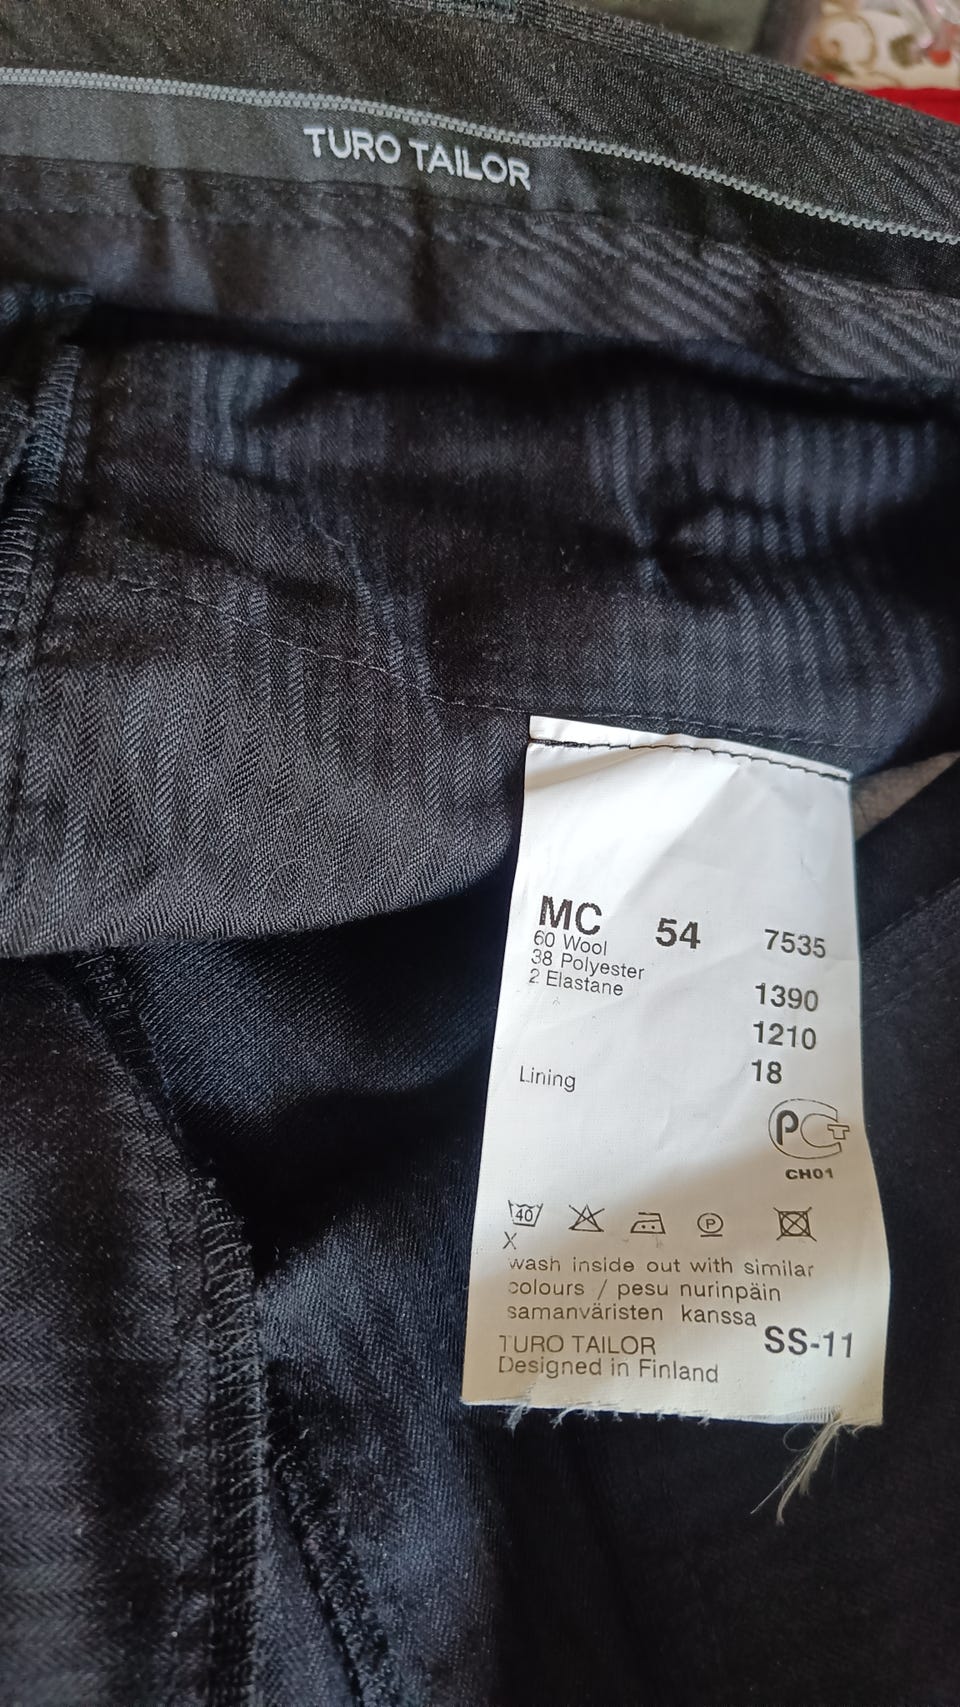 TURO TAILOR
MC 54 7535
60 Wool
38 Polyester
2 Elastane
1390
1210
Lining 18
PCT
CH01
40 P
X
wash inside out with similar
colours / pesu nurinpäin
samanväristen kanssa
SS-11
TURO TAILOR
Designed in Finland